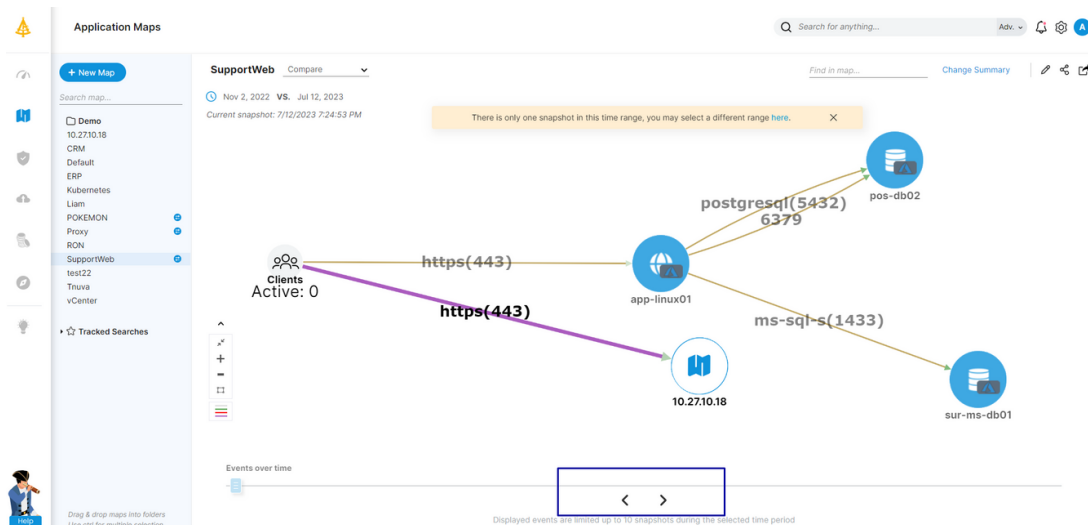 Application Maps
Search for anything...
Adv.
A
+ New Map
Search map...
Demo
10.27.10.18
CRM
Default
ERP
Kubernetes
Liam
POKEMON
Proxy
RON
SupportWeb
test22
Tnuva
vCenter
Tracked Searches
Drag & drop maps into folders
Use ctrl for multiple selection
Help
SupportWeb Compare
Find in map...
Change Summary
Nov 2, 2022 VS. Jul 12, 2023
Current snapshot: 7/12/2023 7:24:53 PM
There is only one snapshot in this time range, you may select a different range here.
pos-db02
postgresql(5432)
6379
https(443)
Clients
Active: 0
app-linux01
https(443)
ms-sql-s(1433)
10.27.10.18
sur-ms-db01
Events over time
Displayed events are limited up to 10 snapshots during the selected time period